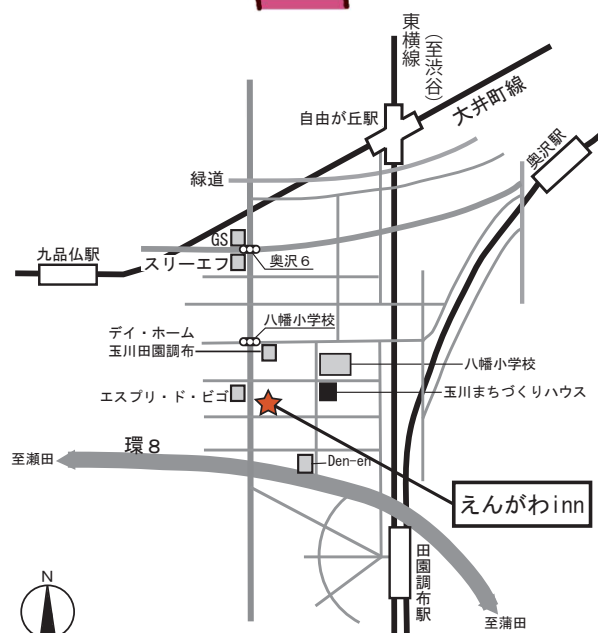 東横線
(至渋谷)
大井町線
自由が丘駅
奥沢駅
緑道
GS
九品仏駅
スリーエフ
奥沢6
デイ・ホーム
玉川田園調布
八幡小学校
八幡小学校
エスプリ・ド・ビゴ
玉川まちづくりハウス
環8
至瀬田
Den-en
えんがわinn
田園調布駅
N
至蒲田